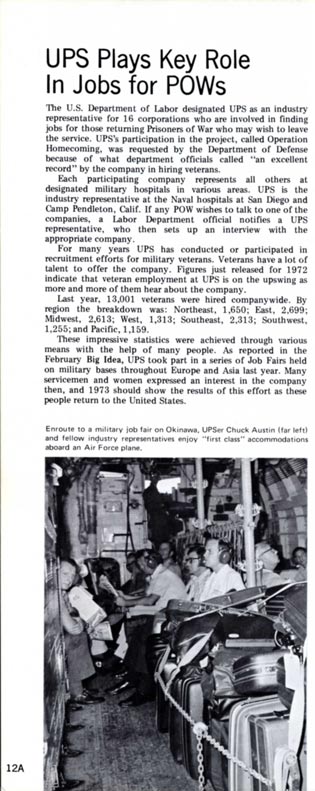 UPS Plays Key Role
In Jobs for POWs
The U.S. Department of Labor designated UPS as an industry
representative for 16 corporations who are involved in finding
jobs for those returning Prisoners of War who may wish to leave
the service. UPS's participation in the project, called Operation
Homecoming, was requested by the Department of Defense
because of what department officials called "an excellent
record" by the company in hiring veterans.
Each participating company represents all others at
designated military hospitals in various areas. UPS is the
industry representative at the Naval hospitals at San Diego and
Camp Pendleton, Calif. If any POW wishes to talk to one of the
companies, a Labor Department official notifies a UPS
representative, who then sets up an interview with the
appropriate company.
For many years UPS has conducted or participated in
recruitment efforts for military veterans. Veterans have a lot of
talent to offer the company. Figures just released for 1972
indicate that veteran employment at UPS is on the upswing as
more and more of them hear about the company.
Last year, 13,001 veterans were hired companywide. By
region the breakdown was: Northeast, 1,650; East, 2,699;
Midwest, 2,613; West, 1,313; Southeast, 2,313; Southwest,
1,255; and Pacific, 1,159.
These impressive statistics were achieved through various
means with the help of many people. As reported in the
February Big Idea, UPS took part in a series of Job Fairs held
on military bases throughout Europe and Asia last year. Many
servicemen and women expressed an interest in the company
then, and 1973 should show the results of this effort as these
people return to the United States.
Enroute to a military job fair on Okinawa, UPSer Chuck Austin (far left)
and fellow industry representatives enjoy "first class" accommodations
aboard an Air Force plane.
12A